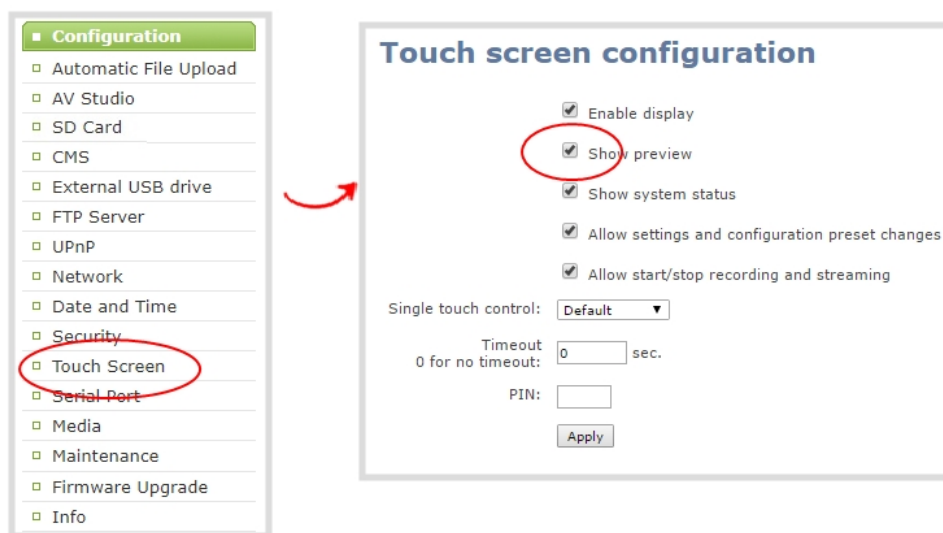 Configuration
Automatic File Upload
AV Studio
SD Card
CMS
External USB drive
FTP Server
UPnP
Network
Date and Time
Security
Touch Screen
Serial Port
Media
Maintenance
Firmware Upgrade
Info
Touch screen configuration
Enable display
Show preview
Show system status
Allow settings and configuration preset changes
Allow start/stop recording and streaming
Single touch control: Default
Timeout
0 for no timeout: 0 sec.
PIN:
Apply